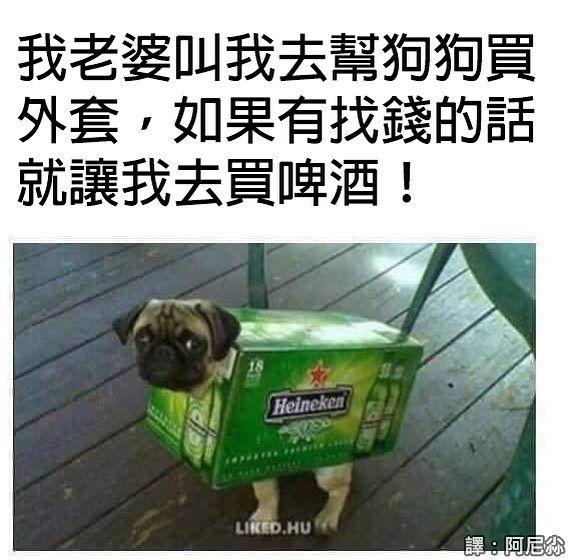 我老婆叫我去幫狗狗買
外套，如果有找錢的話
就讓我去買啤酒！
18
Heineken
LIKED.HU
譯：阿尼尛